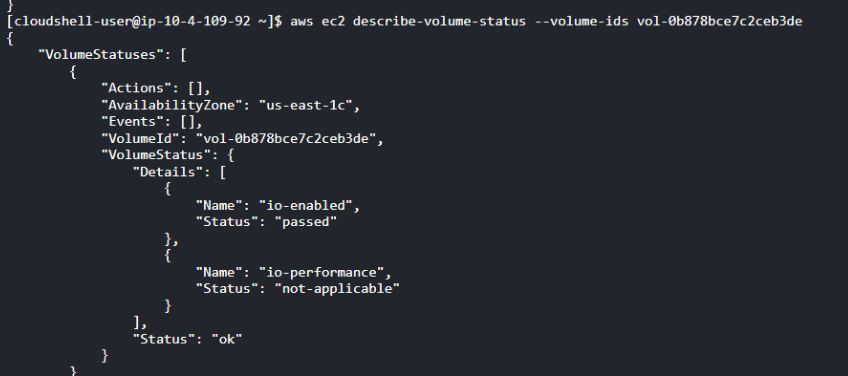 }
[cloudshell-user@ip-10-4-109-92 ~]$ aws ec2 describe-volume-status --volume-ids vol-0b878bce7c2ceb3de
{
    "VolumeStatuses": [
        {
            "Actions": [],
            "AvailabilityZone": "us-east-1c",
            "Events": [],
            "VolumeId": "vol-0b878bce7c2ceb3de",
            "VolumeStatus": {
                "Details": [
                    {
                        "Name": "io-enabled",
                        "Status": "passed"
                    },
                    {
                        "Name": "io-performance",
                        "Status": "not-applicable"
                    }
                ],
                "Status": "ok"
            }
        }